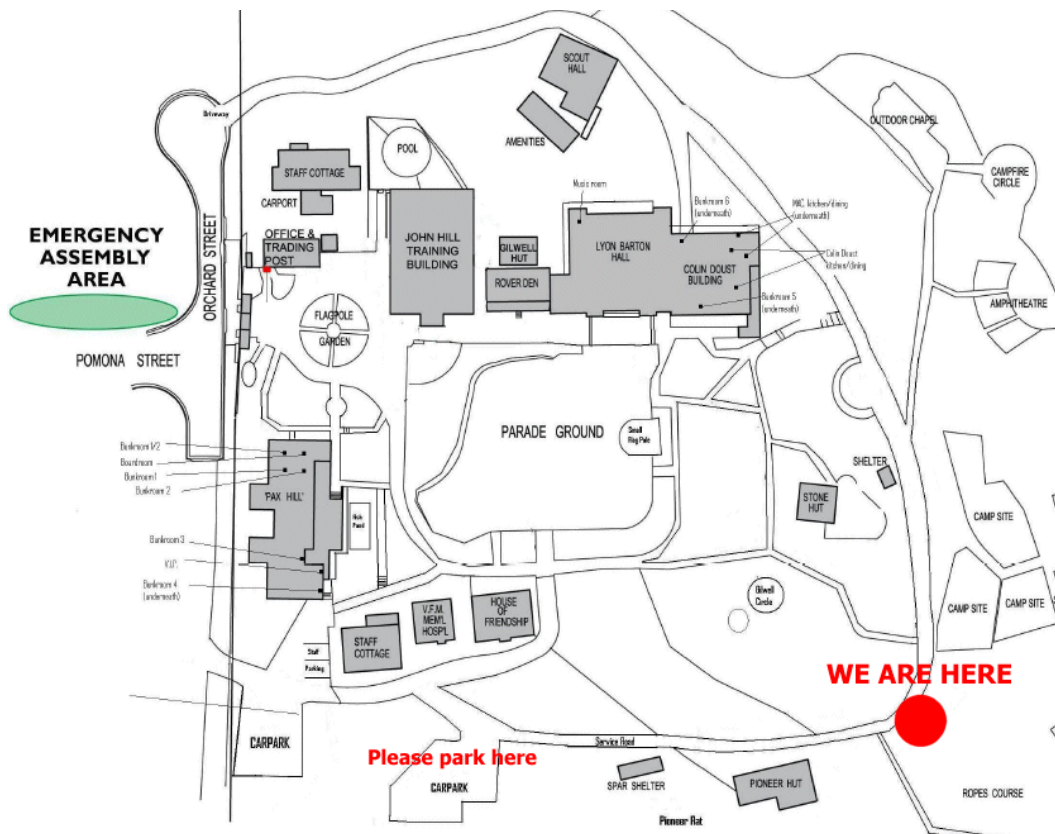 SCOUT
HALL
AMENITIES
OUTDOOR CHAPEL
CAMPFIRE
CIRCLE
Driveway
POOL
STAFF COTTAGE
CARPORT
Music room
Bunkroom 6
(underneath)
kitchen/dining
(underneath)
EMERGENCY
ASSEMBLY
AREA
ORCHARD STREET
OFFICE &
TRADING
POST
JOHN HILL
TRAINING
BUILDING
GILWELL
HUT
ROVER DEN
LYON BARTON
HALL
COLIN DOUST
BUILDING
Colin Doust
kitchen/dining
Bunkroom 5
(underneath)
AMPHITHEATRE
FLAGPOLE
GARDEN
POMONA STREET
PARADE GROUND
Small
Flag Pole
Bunkroom 1/2
Boardroom
Bunkroom 1
Bunkroom 2
'PAX HILL'
SHELTER
STONE
HUT
CAMP SITE
Fish
Pond
Bunkroom 3
V.I.P.
Bunkroom 4
(underneath)
Gilwell
Circle
CAMP SITE
CAMP SITE
V.F.M.
MEM'L
HOSP'L
HOUSE
OF
FRIENDSHIP
STAFF
COTTAGE
Staff
Parking
WE ARE HERE
CARPARK
Please park here
Service Road
CARPARK
SPAR SHELTER
PIONEER HUT
ROPES COURSE
Pioneer Flat